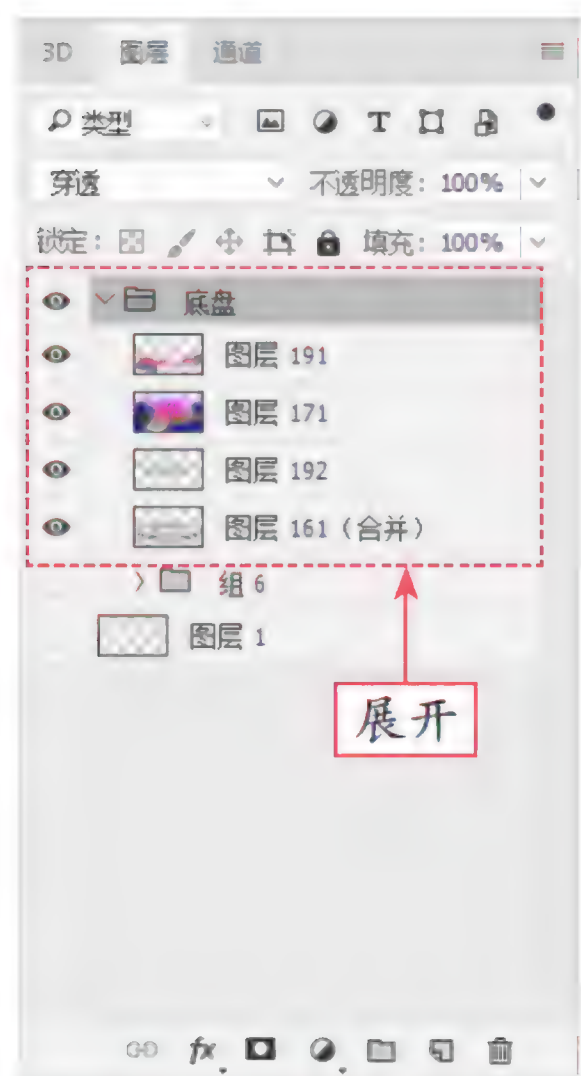 3D 图层 通道
类型 T
穿透 不透明度: 100%
锁定: 填充: 100%
底盘
图层 191
图层 171
图层 192
图层 161 (合并)
组 6
图层 1
展开
fx